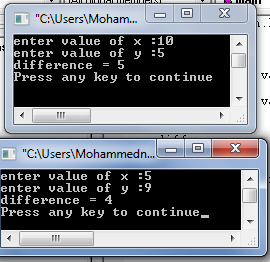 "C:\Users\Moham...
enter value of x :10
enter value of y :5
difference = 5
Press any key to continue
"C:\Users\Mohammedn...
enter value of x :5
enter value of y :9
difference = 4
Press any key to continue_